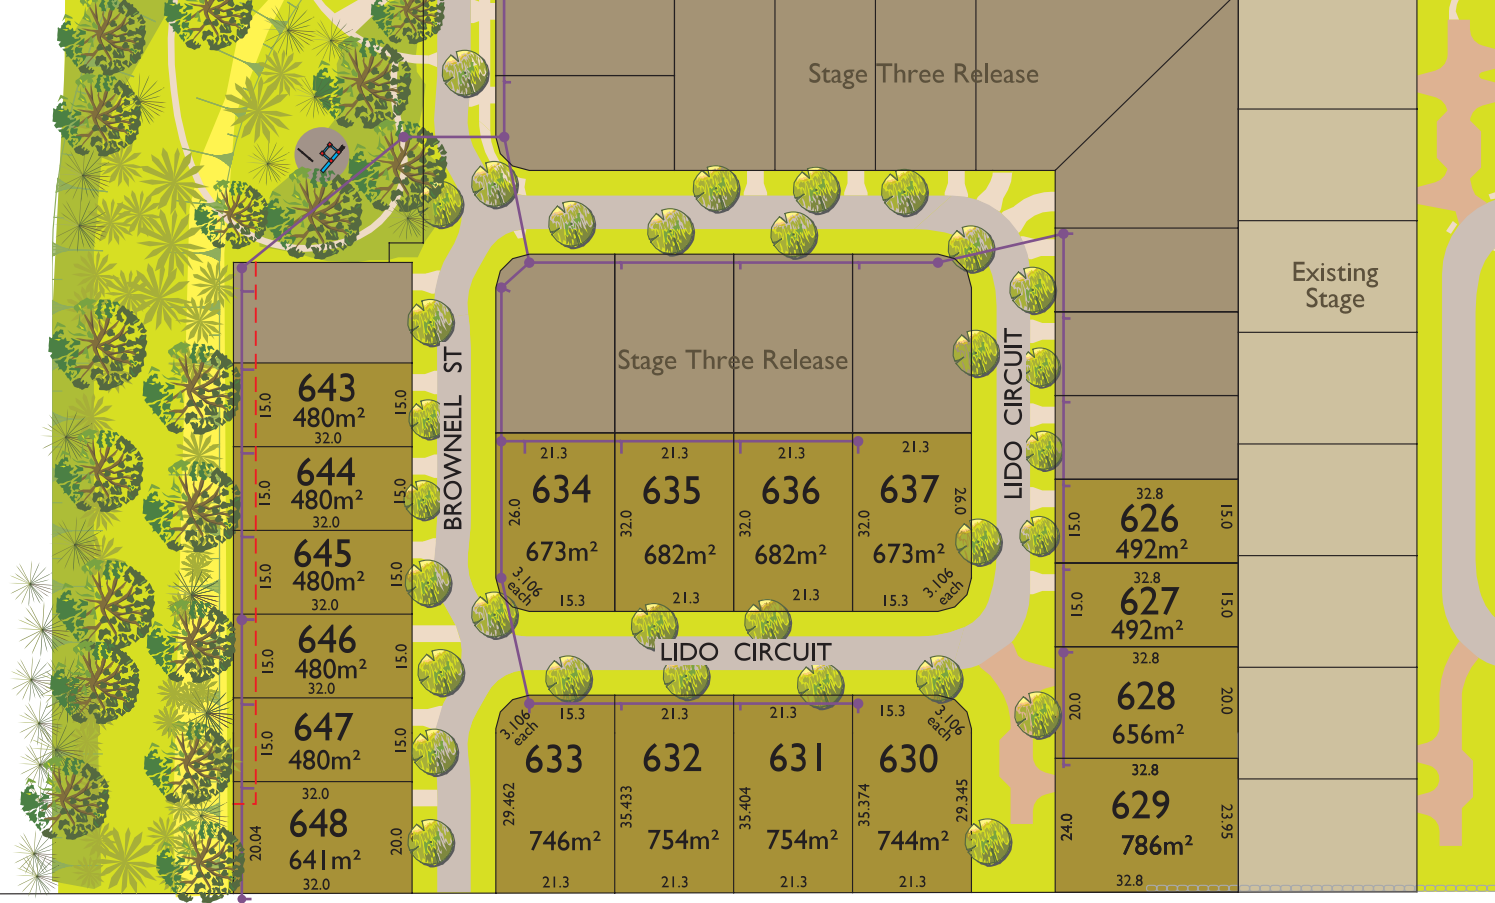 Stage Three Release
Existing
Stage
Stage Three Release
BROWNELL ST
LIDO CIRCUIT
LIDO CIRCUIT
643
480m²
15.0
15.0
32.0
644
480m²
15.0
15.0
32.0
645
480m²
15.0
15.0
32.0
646
480m²
15.0
15.0
32.0
647
480m²
15.0
15.0
32.0
648
641m²
20.04
20.0
32.0
21.3
634
26.0
673m²
3.106
each
15.3
21.3
635
32.0
682m²
21.3
21.3
636
32.0
682m²
21.3
21.3
637
32.0
26.0
673m²
3.106
each
15.3
3.106
each
15.3
633
29.462
746m²
21.3
21.3
632
35.433
754m²
21.3
21.3
631
35.404
754m²
21.3
15.3
3.106
each
630
35.374
29.345
744m²
21.3
32.8
626
15.0
15.0
492m²
32.8
627
15.0
15.0
492m²
32.8
628
20.0
20.0
656m²
32.8
629
24.0
23.95
786m²
32.8